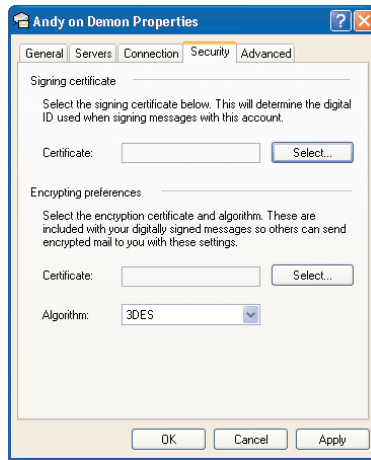 Andy on Demon Properties
General Servers Connection Security Advanced
Signing certificate
Select the signing certificate below. This will determine the digital
ID used when signing messages with this account.
Certificate: Select...
Encrypting preferences
Select the encryption certificate and algorithm. These are
included with your digitally signed messages so others can send
encrypted mail to you with these settings.
Certificate: Select...
Algorithm: 3DES
OK Cancel Apply